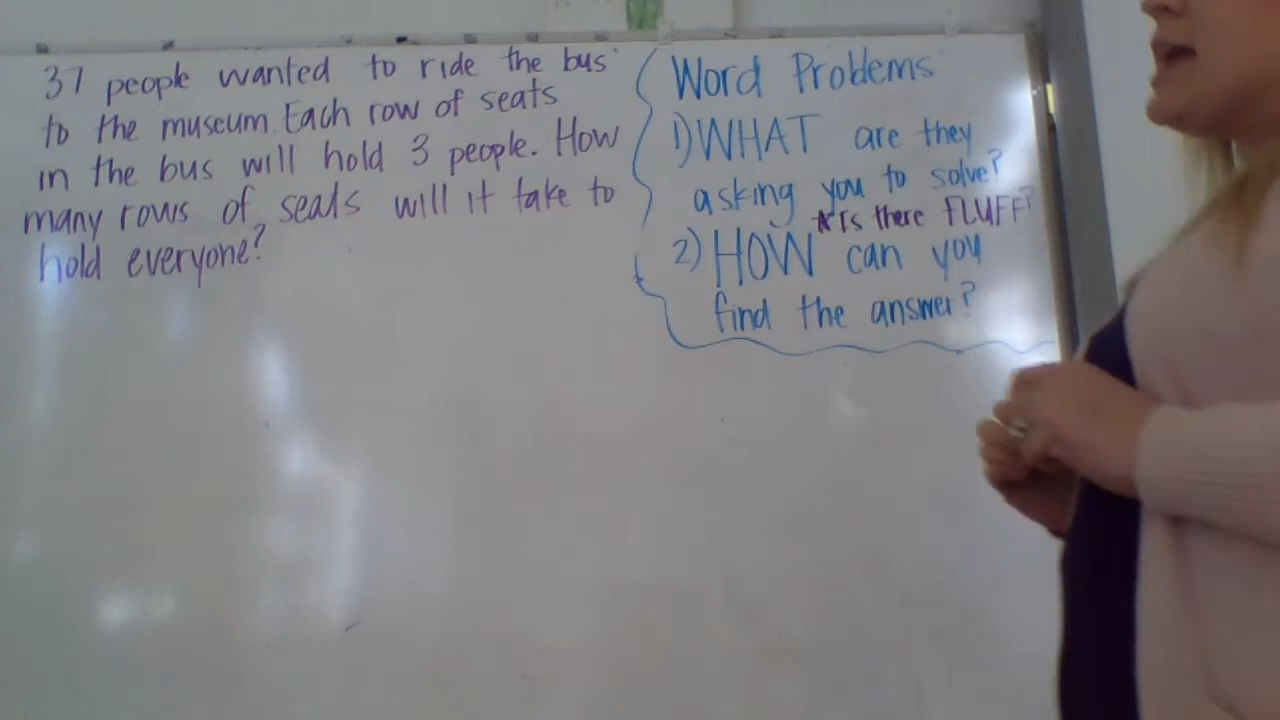 37 people wanted to ride the bus
to the museum. Each row of seats
in the bus will hold 3 people. How
many rows of seats will it take to
hold everyone?
Word Problems
1) WHAT are they
asking you to solve?
*Is there FLUFF?
2) HOW can you
find the answer?